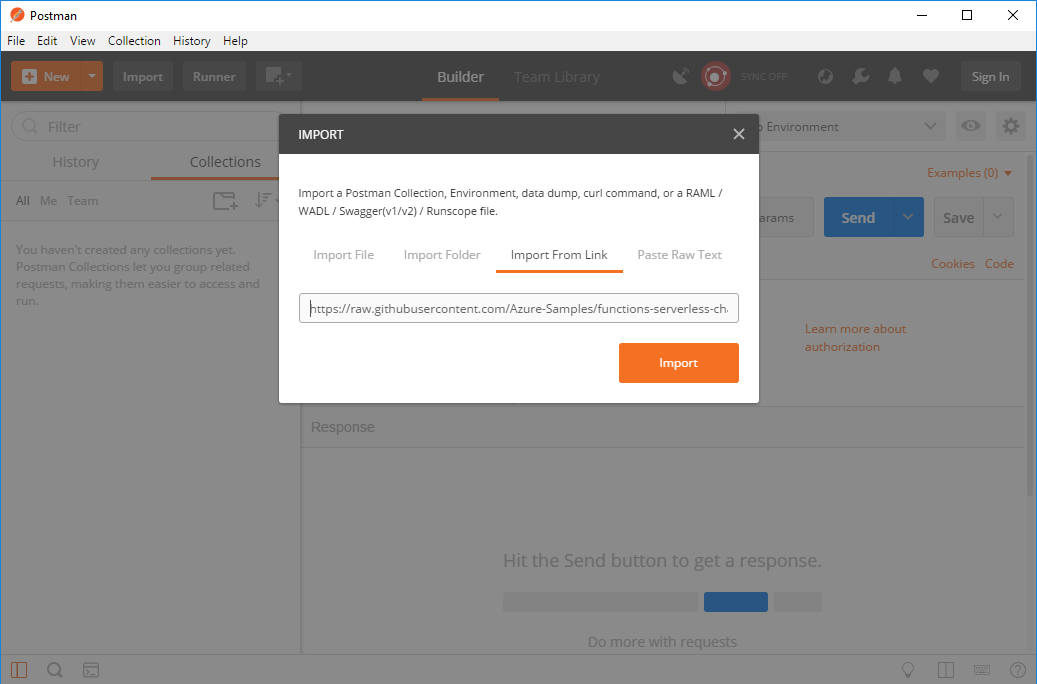 Postman
File Edit View Collection History Help
New Import Runner Builder Team Library SYNC OFF Sign In
Filter
History Collections
All Me Team
You haven't created any collections yet.
Postman Collections let you group related
requests, making them easier to access and
run.
Environment
Examples (0)
Send Save
Cookies Code
Learn more about
authorization
IMPORT
Import a Postman Collection, Environment, data dump, curl command, or a RAML /
WADL / Swagger(v1/v2) / Runscope file.
Import File Import Folder Import From Link Paste Raw Text
https://raw.githubusercontent.com/Azure-Samples/functions-serverless-ch
Import
Response
Hit the Send button to get a response.
Do more with requests